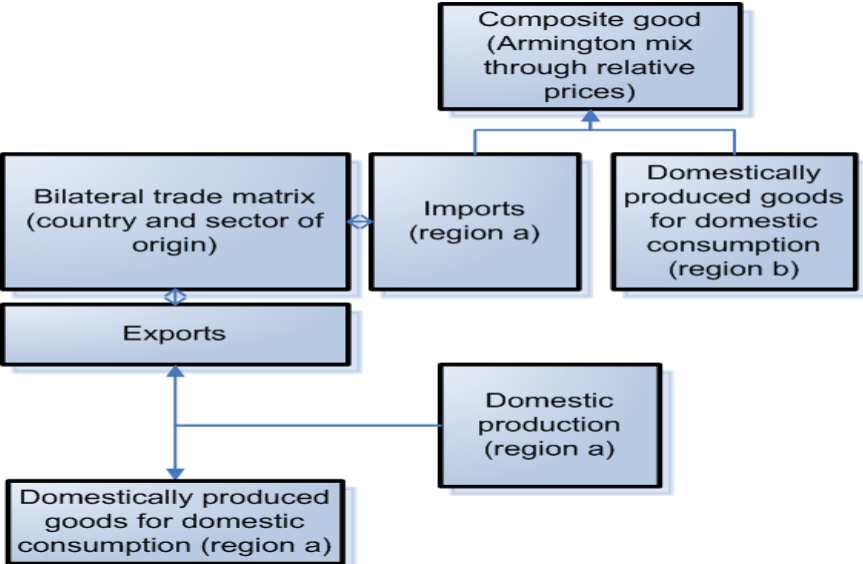 Composite good
(Armington mix
through relative
prices)
Bilateral trade matrix
(country and sector of
origin)
Imports
(region a)
Domestically
produced goods
for domestic
consumption
(region b)
Exports
Domestic
production
(region a)
Domestically produced
goods for domestic
consumption (region a)